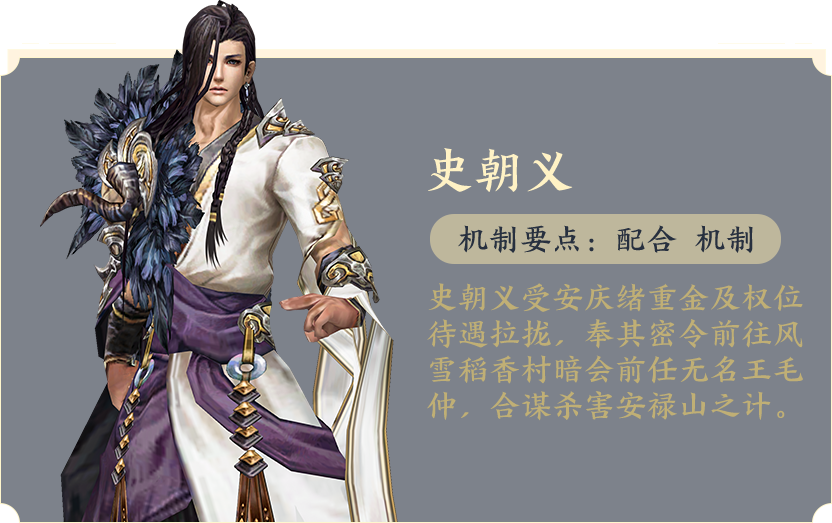 史朝义
机制要点：配合 机制
史朝义受安庆绪重金及权位
待遇拉拢，奉其密令前往风
雪稻香村暗会前任无名王毛
仲，合谋杀害安禄山之计。